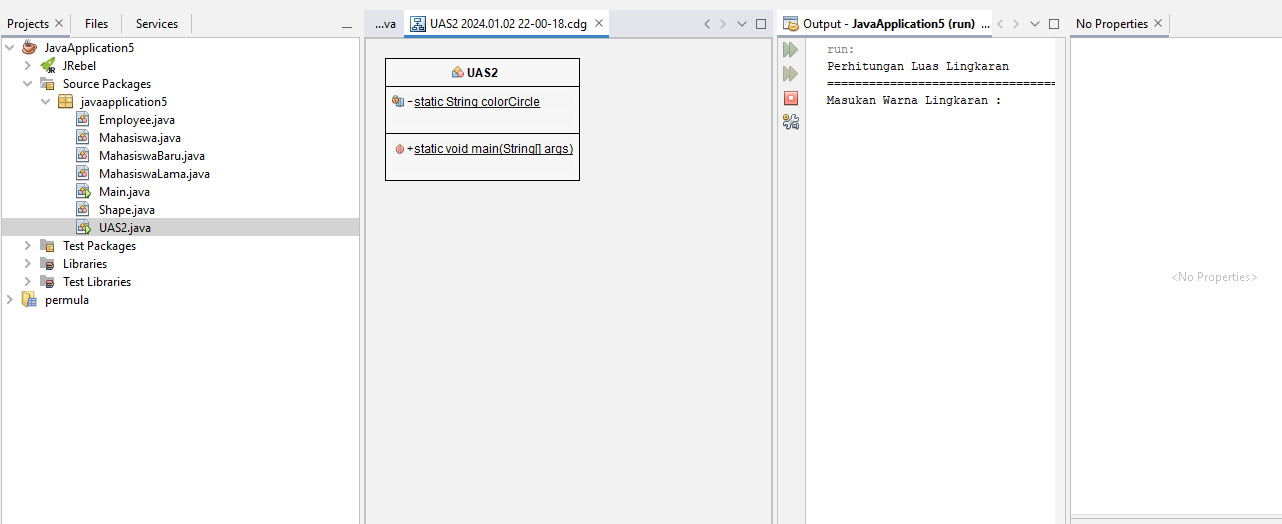 Projects
Files
Services
JavaApplication5
JRebel
Source Packages
javaapplication5
Employee.java
Mahasiswa.java
MahasiswaBaru.java
MahasiswaLama.java
Main.java
Shape.java
UAS2.java
Test Packages
Libraries
Test Libraries
permula
...va
UAS2 2024.01.02 22-00-18.cdg
UAS2
-static String colorCircle
+static void main(String[] args)
Output - JavaApplication5 (run) ...
run:
Perhitungan Luas Lingkaran
==================================
Masukan Warna Lingkaran :
No Properties
<No Properties>